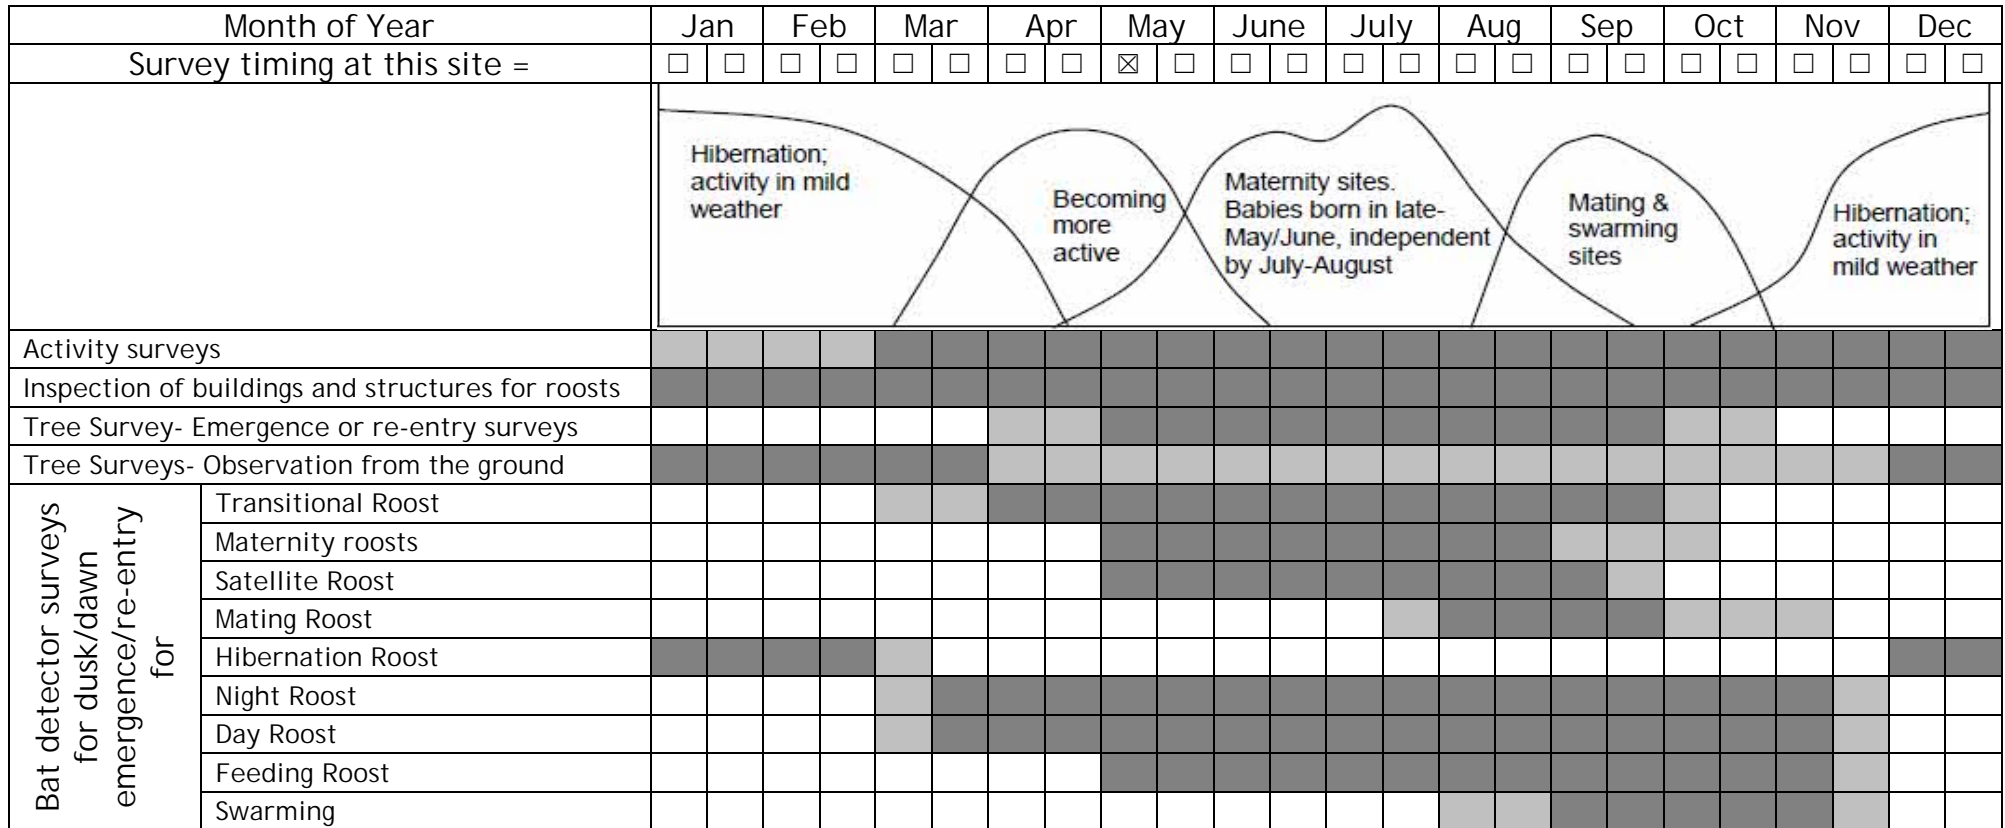 Month of Year Jan Feb Mar Apr May June July Aug Sep Oct Nov Dec
Survey timing at this site = ☐ ☐ ☐ ☐ ☐ ☐ ☐ ☐ ☒ ☐ ☐ ☐ ☐ ☐ ☐ ☐ ☐ ☐ ☐ ☐ ☐ ☐ ☐ ☐
Hibernation;
activity in mild
weather
Becoming
more
active
Maternity sites.
Babies born in late-
May/June, independent
by July-August
Mating &
swarming
sites
Hibernation;
activity in
mild weather
Activity surveys
Inspection of buildings and structures for roosts
Tree Survey- Emergence or re-entry surveys
Tree Surveys- Observation from the ground
Bat detector surveys
for dusk/dawn
emergence/re-entry
for
Transitional Roost
Maternity roosts
Satellite Roost
Mating Roost
Hibernation Roost
Night Roost
Day Roost
Feeding Roost
Swarming